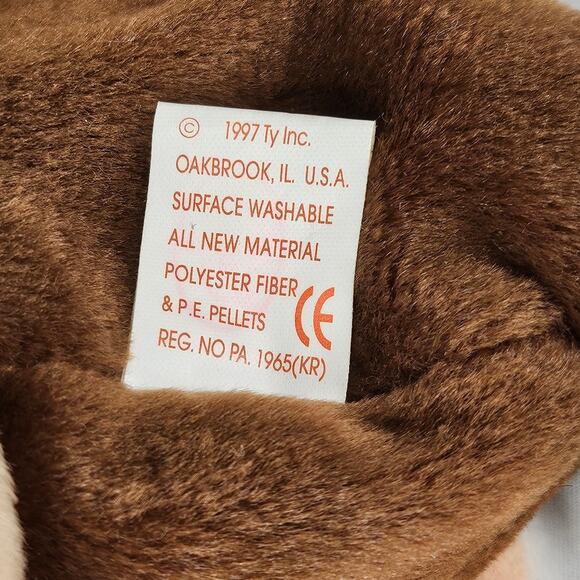 © 1997 Ty Inc.
OAKBROOK, IL. U.S.A.
SURFACE WASHABLE
ALL NEW MATERIAL
POLYESTER FIBER
& P.E. PELLETS CE
REG. NO PA. 1965(KR)